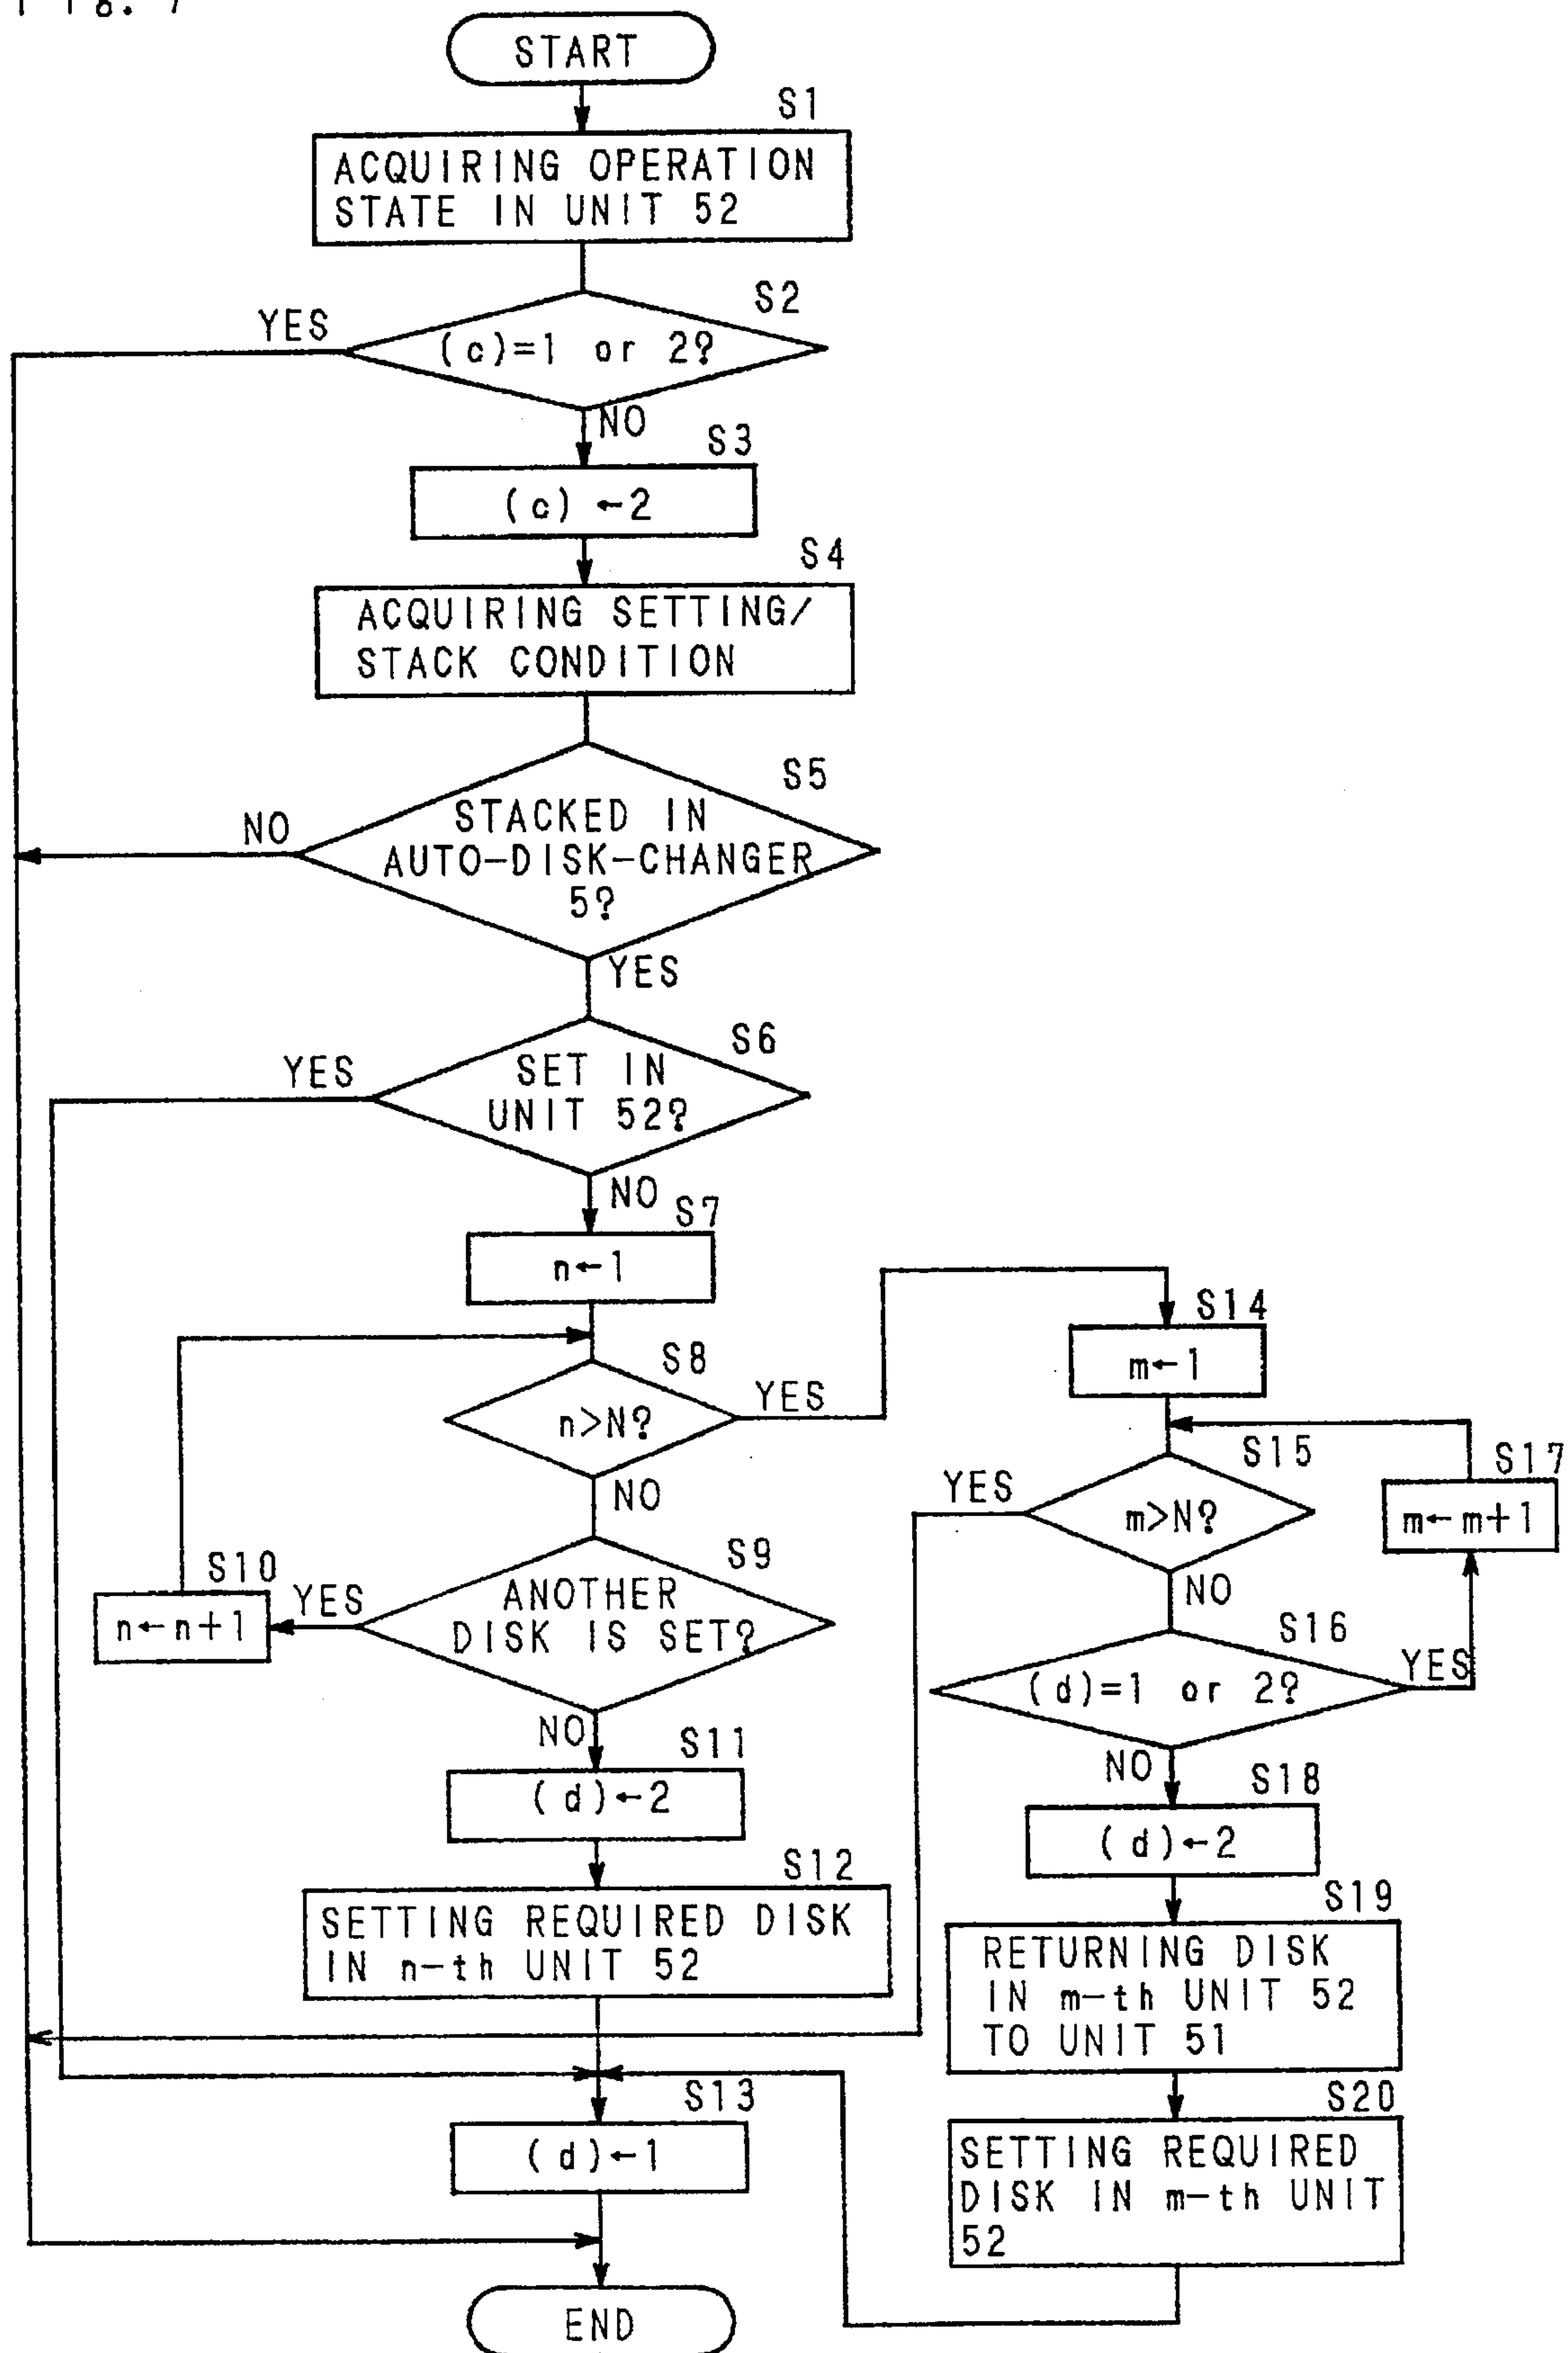 Fig. 7
START
S1
ACQUIRING OPERATION
STATE IN UNIT 52
S2
YES
(c)=1 or 2?
NO
S3
(c)←2
S4
ACQUIRING SETTING/
STACK CONDITION
S5
NO
STACKED IN
AUTO-DISK-CHANGER
5?
YES
S6
YES
SET IN
UNIT 52?
NO
S7
n←1
S8
n>N?
YES
NO
S9
ANOTHER
DISK IS SET?
YES
S10
n←n+1
NO
S11
(d)←2
S12
SETTING REQUIRED DISK
IN n-th UNIT 52
S13
(d)←1
END
S14
m←1
S15
YES
m>N?
NO
S17
m←m+1
S16
(d)=1 or 2?
YES
NO
S18
(d)←2
S19
RETURNING DISK
IN m-th UNIT 52
TO UNIT 51
S20
SETTING REQUIRED
DISK IN m-th UNIT
52